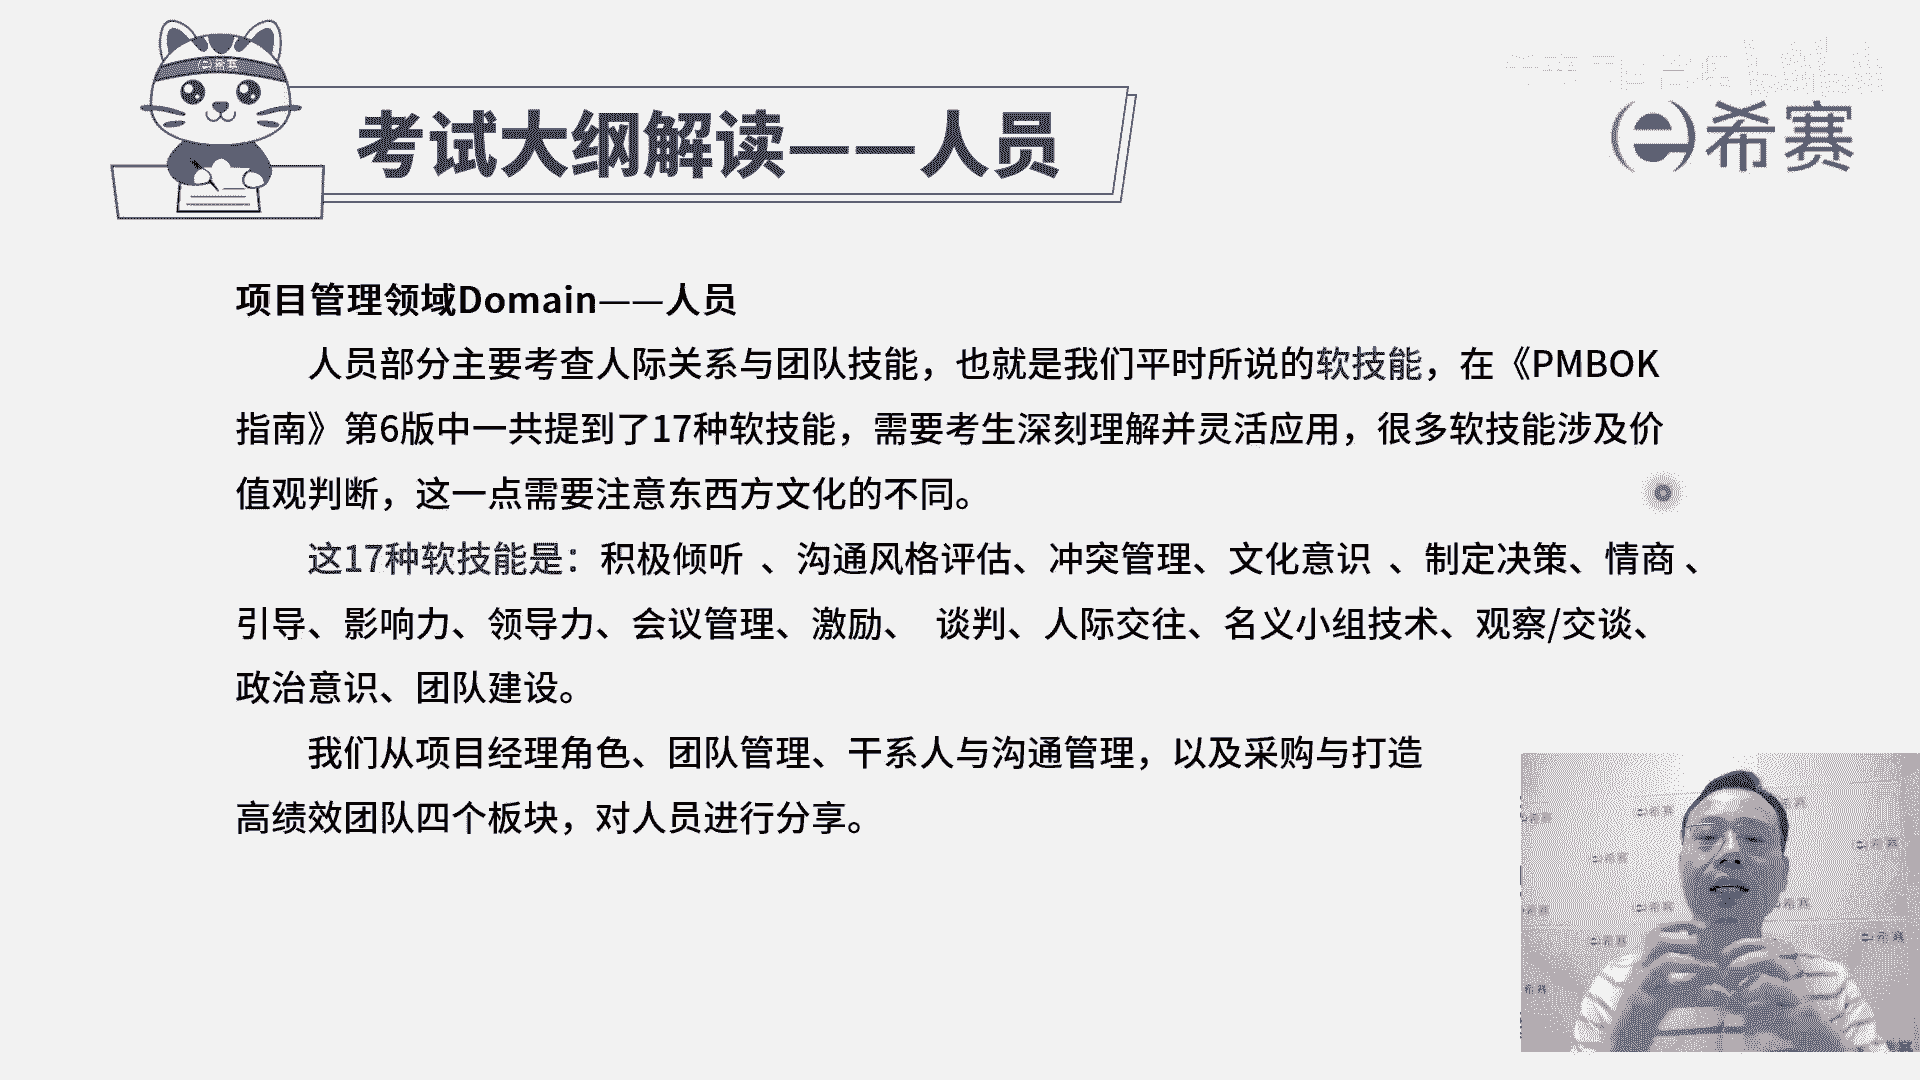 希赛
考试大纲解读——人员
希赛
项目管理领域Domain——人员
人员部分主要考查人际关系与团队技能，也就是我们平时所说的软技能，在《PMBOK
指南》第6版中一共提到了17种软技能，需要考生深刻理解并灵活应用，很多软技能涉及价
值观判断，这一点需要注意东西方文化的不同。
这17种软技能是：积极倾听 、沟通风格评估、冲突管理、文化意识 、制定决策、情商 、
引导、影响力、领导力、会议管理、激励、 谈判、人际交往、名义小组技术、观察/交谈、
政治意识、团队建设。
我们从项目经理角色、团队管理、干系人与沟通管理，以及采购与打造
高绩效团队四个板块，对人员进行分享。